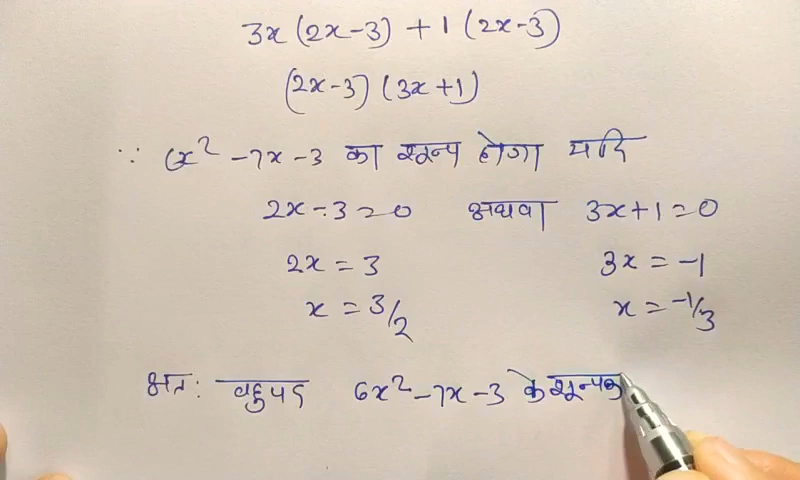 3x (2x-3) + 1 (2x-3)
(2x-3) (3x+1)
∵ 6x² - 7x - 3 का शून्य होगा यदि
2x - 3 = 0 अथवा 3x+1 = 0
2x = 3 3x = -1
x = 3/2 x = -1/3
अतः बहुपद 6x² - 7x - 3 के शून्यक